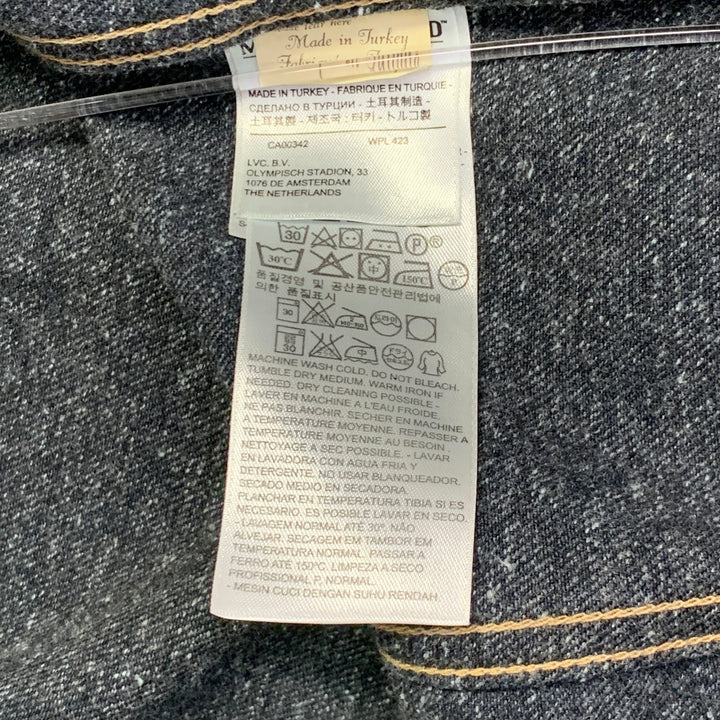 tear here
Made in Turkey
MADE IN TURKEY - FABRIQUE EN TURQUIE -
СДЕЛАНО В ТУРЦИИ - 土耳其制造 -
土耳其製 - 제조국 : 터키 - トルコ製
CA00342 WPL 423
LVC. B.V.
OLYMPISCH STADION, 33
1076 DE AMSTERDAM
THE NETHERLANDS
30 P ®
30°C 中 150°C P
품질경영 및 공산품안전관리법에
의한 품질표시
30 드라이
30
MACHINE WASH COLD. DO NOT BLEACH.
TUMBLE DRY MEDIUM. WARM IRON IF
NEEDED. DRY CLEANING POSSIBLE -
LAVER EN MACHINE A L'EAU FROIDE.
NE PAS BLANCHIR. SECHER EN MACHINE
A TEMPERATURE MOYENNE. REPASSER A
TEMPERATURE MOYENNE AU BESOIN.
NETTOYAGE A SEC POSSIBLE. - LAVAR
EN LAVADORA CON AGUA FRIA Y
DETERGENTE. NO USAR BLANQUEADOR.
SECADO MEDIO EN SECADORA.
PLANCHAR EN TEMPERATURA TIBIA SI ES
NECESARIO. ES POSIBLE LAVAR EN SECO.
- LAVAGEM NORMAL ATÉ 30º. NÃO
ALVEJAR. SECAGEM EM TAMBOR EM
TEMPERATURA NORMAL. PASSAR A
FERRO ATÉ 150ºC. LIMPEZA A SECO
PROFISSIONAL P, NORMAL.
- MESIN CUCI DENGAN SUHU RENDAH.